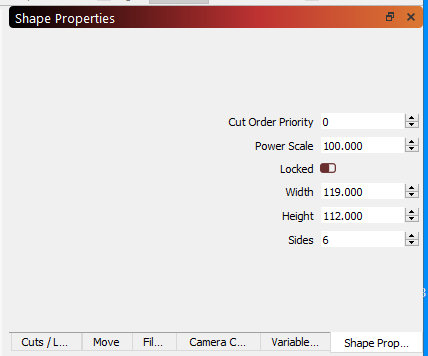 Shape Properties
Cut Order Priority 0
Power Scale 100.000
Locked
Width 119.000
Height 112.000
Sides 6
Cuts / L... Move Fil... Camera C... Variable... Shape Prop...